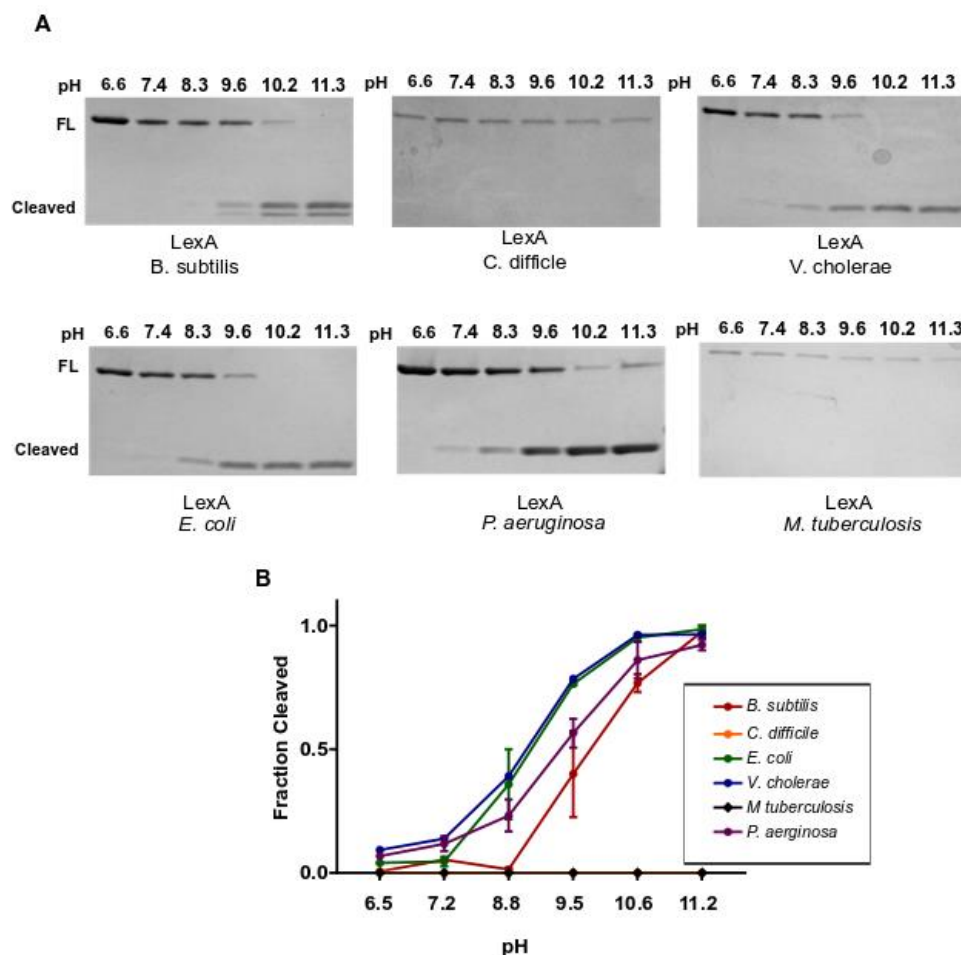 A
pH 6.6 7.4 8.3 9.6 10.2 11.3
FL
Cleaved
LexA
B. subtilis
pH 6.6 7.4 8.3 9.6 10.2 11.3
LexA
C. difficle
pH 6.6 7.4 8.3 9.6 10.2 11.3
LexA
V. cholerae
pH 6.6 7.4 8.3 9.6 10.2 11.3
FL
Cleaved
LexA
E. coli
pH 6.6 7.4 8.3 9.6 10.2 11.3
LexA
P. aeruginosa
pH 6.6 7.4 8.3 9.6 10.2 11.3
LexA
M. tuberculosis
B
Fraction Cleaved
1.0
0.5
0.0
6.5 7.2 8.8 9.5 10.6 11.2
pH
B. subtilis
C. difficile
E. coli
V. cholerae
M tuberculosis
P. aerginosa